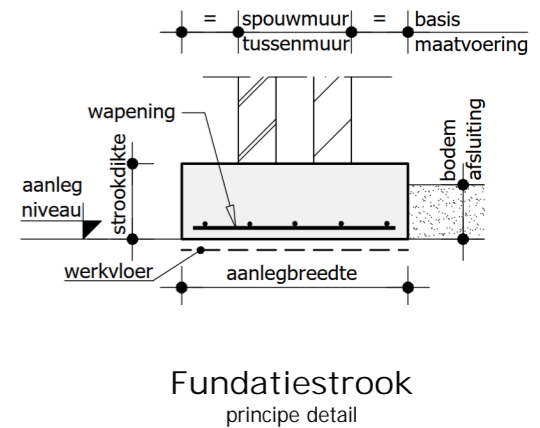 = spouwmuur = basis
tussenmuur maatvoering
wapening
strookdikte
bodem
afsluiting
aanleg
niveau
werkvloer
aanlegbreedte
Fundatiestrook
principe detail